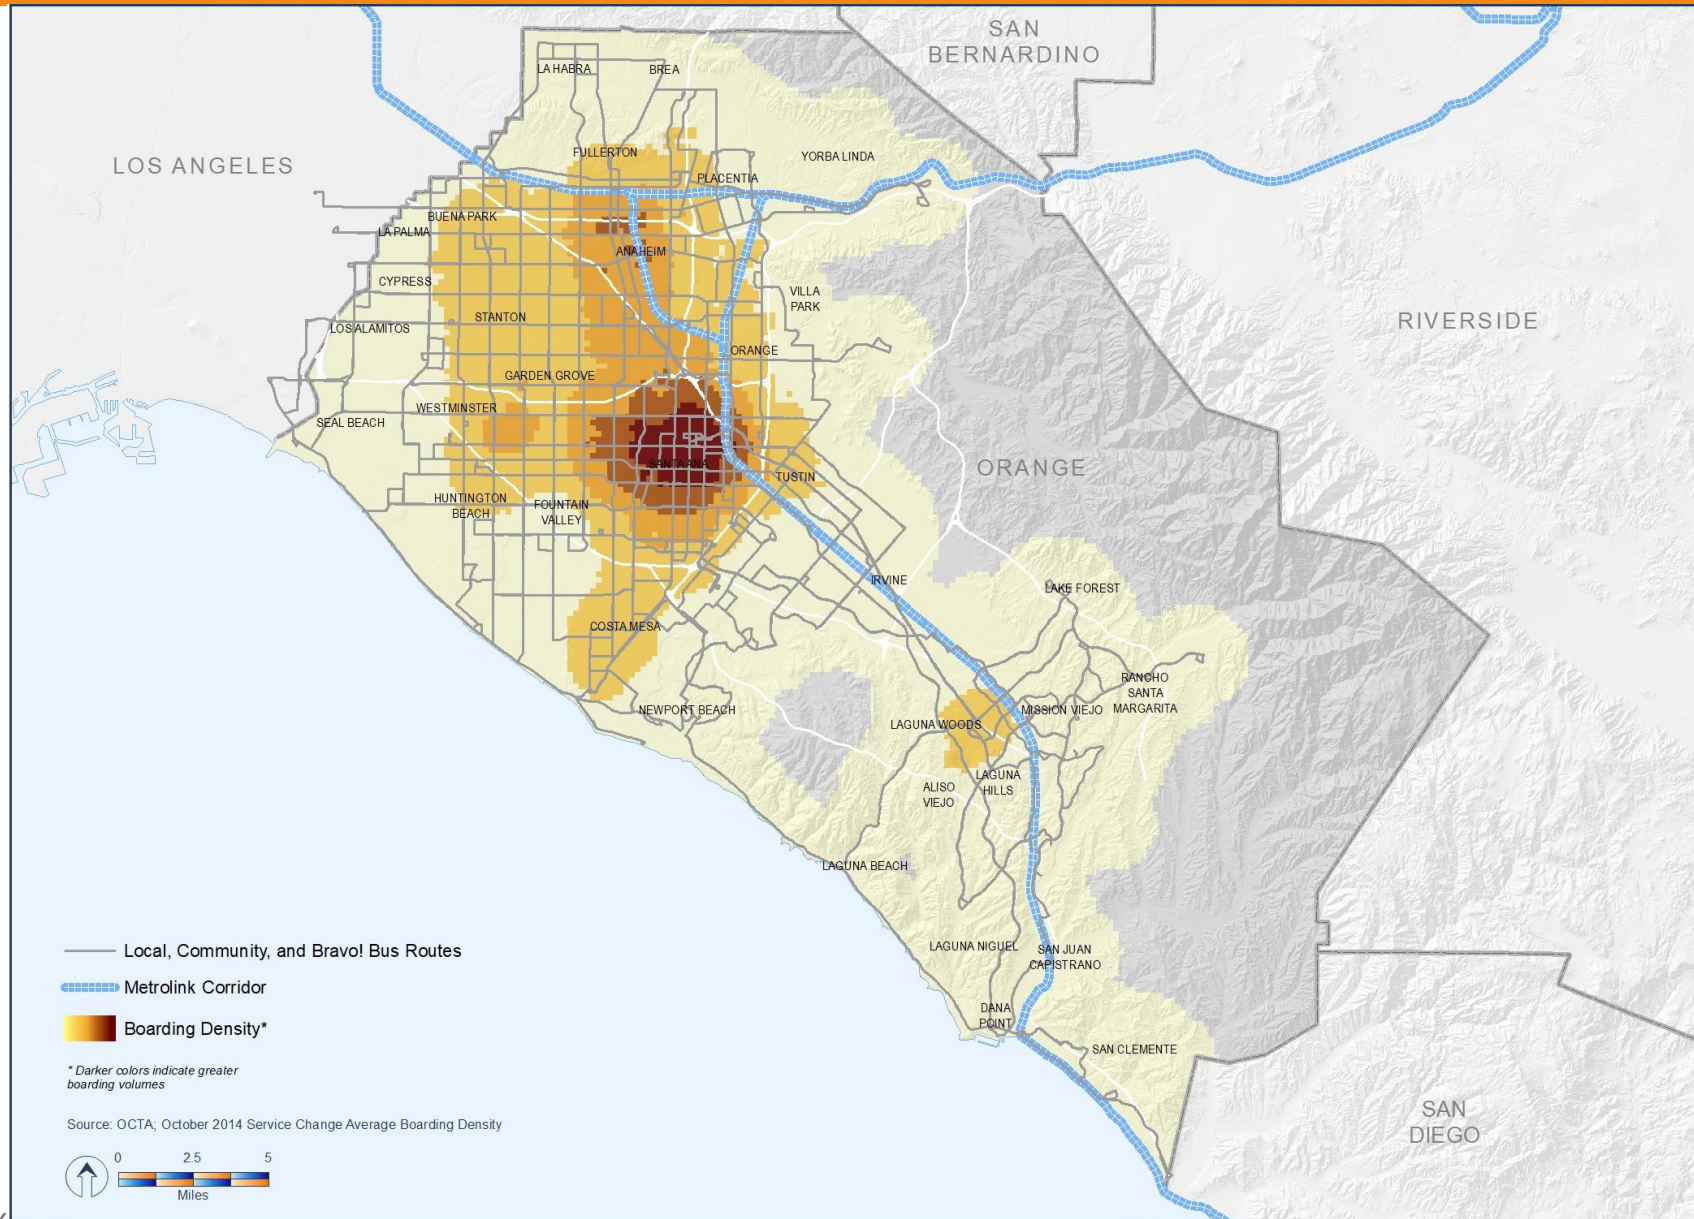 SAN
BERNARDINO
LA HABRA
BREA
LOS ANGELES
FULLERTON
YORBA LINDA
PLACENTIA
BUENA PARK
LA PALMA
ANAHEIM
CYPRESS
VILLA
PARK
STANTON
LOS ALAMITOS
RIVERSIDE
ORANGE
GARDEN GROVE
WESTMINSTER
SEAL BEACH
SANTA ANA
ORANGE
TUSTIN
HUNTINGTON
BEACH
FOUNTAIN
VALLEY
IRVINE
LAKE FOREST
COSTA MESA
RANCHO
SANTA
MARGARITA
NEWPORT BEACH
MISSION VIEJO
LAGUNA WOODS
LAGUNA
HILLS
ALISO
VIEJO
LAGUNA BEACH
LAGUNA NIGUEL
SAN JUAN
CAPISTRANO
DANA
POINT
SAN CLEMENTE
SAN
DIEGO
Local, Community, and Bravo! Bus Routes
Metrolink Corridor
Boarding Density*
* Darker colors indicate greater
boarding volumes
Source: OCTA; October 2014 Service Change Average Boarding Density
0 2.5 5
Miles